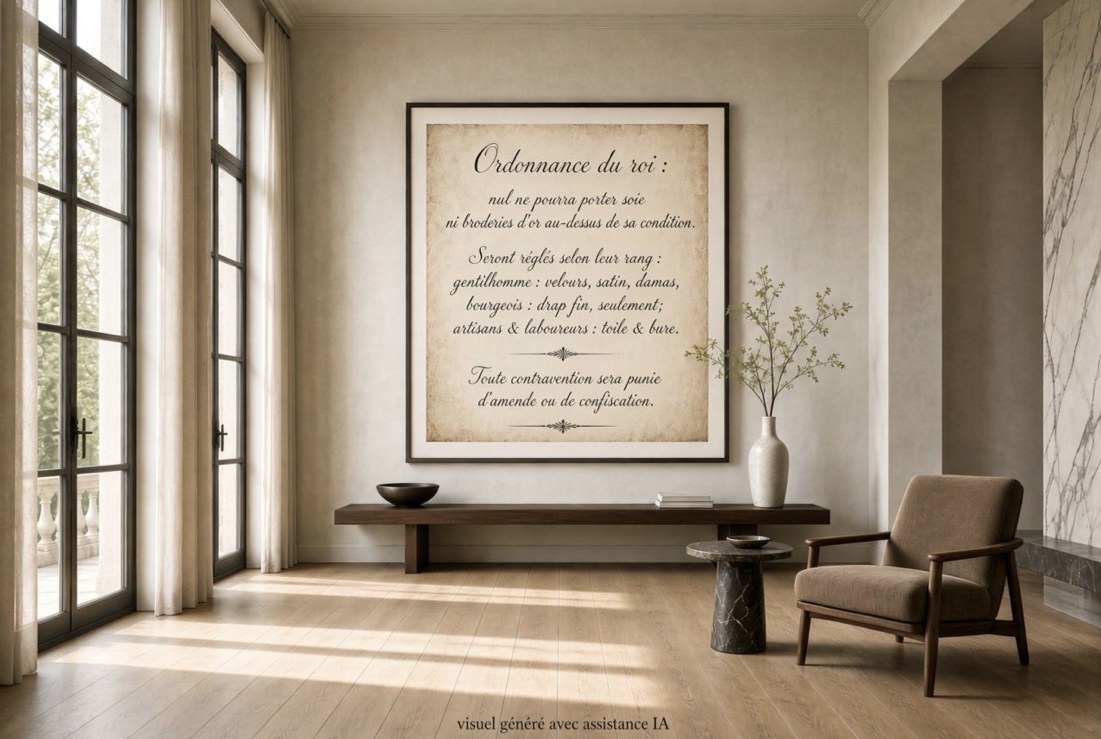 Ordonnance du roi :
nul ne pourra porter soie
ni broderies d'or au-dessus de sa condition.
Seront réglés selon leur rang :
gentilhomme : velours, satin, damas,
bourgeois : drap fin, seulement;
artisans & laboureurs : toile & bure.
Toute contravention sera punie
d'amende ou de confiscation.
visuel généré avec assistance IA